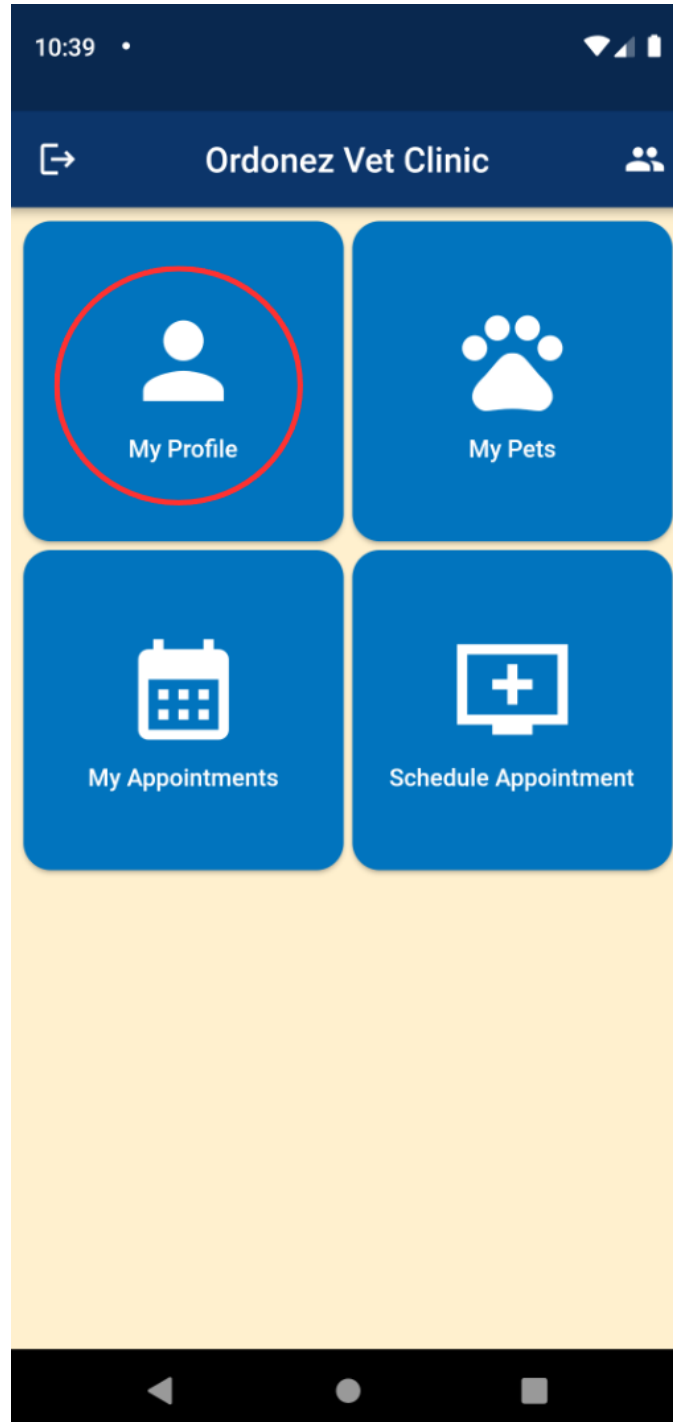 10:39
Ordonez Vet Clinic
My Profile
My Pets
My Appointments
Schedule Appointment